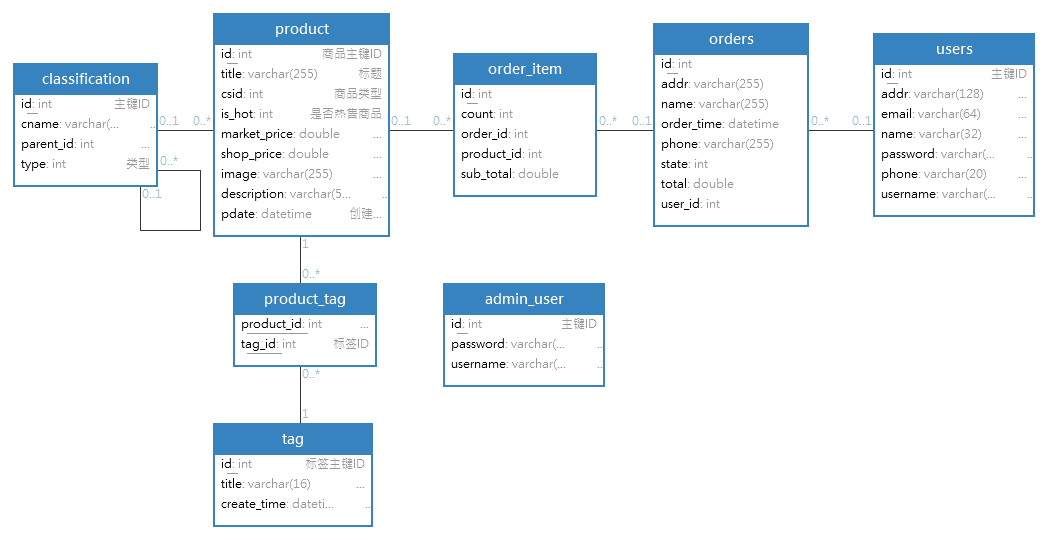 classification
id: int 主键ID
cname: varchar(... ..
parent_id: int ...
type: int 类型
0..1
0..*
0..*
0..1
product
id: int 商品主键ID
title: varchar(255) 标题
csid: int 商品类型
is_hot: int 是否热售商品
market_price: double ...
shop_price: double ...
image: varchar(255) ...
description: varchar(5... ..
pdate: datetime 创建...
0..1
0..*
order_item
id: int
count: int
order_id: int
product_id: int
sub_total: double
0..*
0..1
orders
id: int
addr: varchar(255)
name: varchar(255)
order_time: datetime
phone: varchar(255)
state: int
total: double
user_id: int
0..*
0..1
users
id: int 主键ID
addr: varchar(128) ...
email: varchar(64) ...
name: varchar(32) ...
password: varchar(... ..
phone: varchar(20) ...
username: varchar(... ..
1
0..*
product_tag
product_id: int ...
tag_id: int 标签ID
0..*
1
admin_user
id: int 主键ID
password: varchar(... ..
username: varchar(... ..
tag
id: int 标签主键ID
title: varchar(16) ...
create_time: dateti... ..